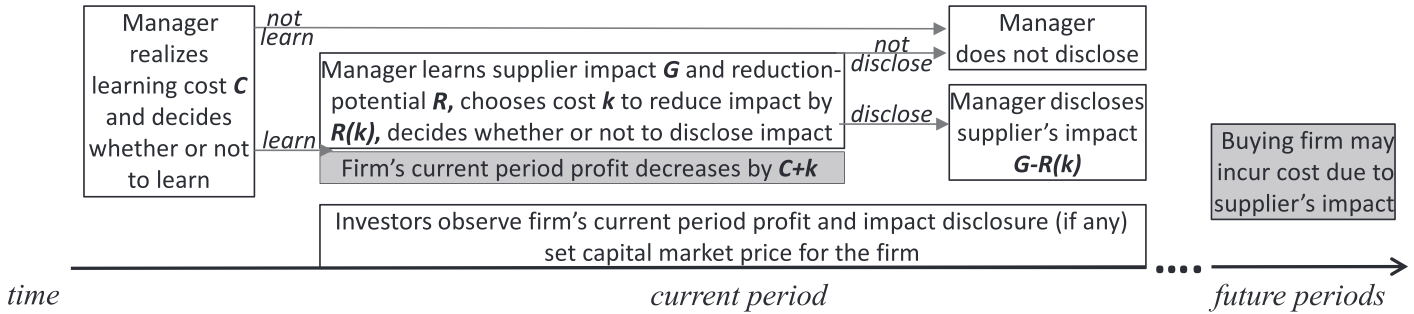 Manager
realizes
learning cost C
and decides
whether or not
to learn
not
learn
learn
Manager learns supplier impact G and reduction-
potential R, chooses cost k to reduce impact by
R(k), decides whether or not to disclose impact
Firm's current period profit decreases by C+k
not
disclose
disclose
Manager
does not disclose
Manager discloses
supplier's impact
G-R(k)
Investors observe firm's current period profit and impact disclosure (if any)
set capital market price for the firm
Buying firm may
incur cost due to
supplier's impact
time
current period
future periods